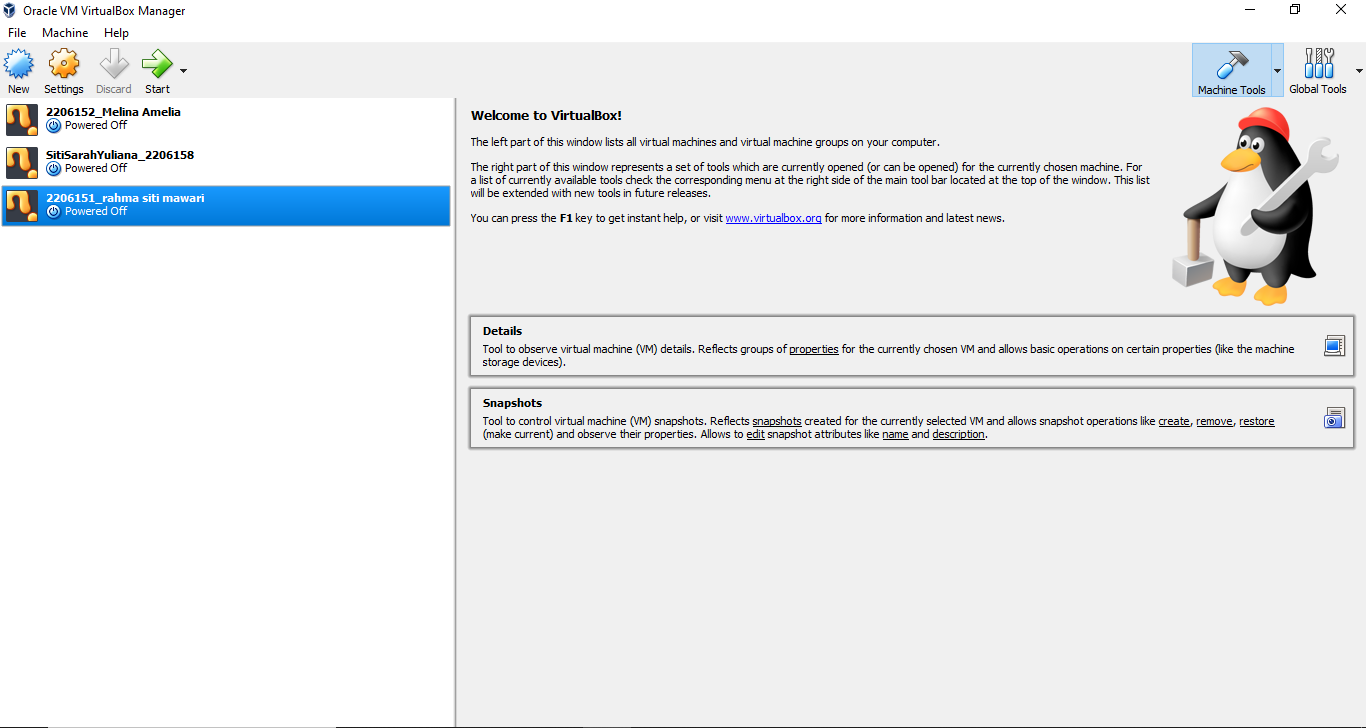 Oracle VM VirtualBox Manager
File Machine Help
New Settings Discard Start
Machine Tools Global Tools
2206152_Melina Amelia
Powered Off
SitiSarahYuliana_2206158
Powered Off
2206151_rahma siti mawari
Powered Off
Welcome to VirtualBox!
The left part of this window lists all virtual machines and virtual machine groups on your computer.
The right part of this window represents a set of tools which are currently opened (or can be opened) for the currently chosen machine. For
a list of currently available tools check the corresponding menu at the right side of the main tool bar located at the top of the window. This list
will be extended with new tools in future releases.
You can press the F1 key to get instant help, or visit www.virtualbox.org for more information and latest news.
Details
Tool to observe virtual machine (VM) details. Reflects groups of properties for the currently chosen VM and allows basic operations on certain properties (like the machine
storage devices).
Snapshots
Tool to control virtual machine (VM) snapshots. Reflects snapshots created for the currently selected VM and allows snapshot operations like create, remove, restore
(make current) and observe their properties. Allows to edit snapshot attributes like name and description.